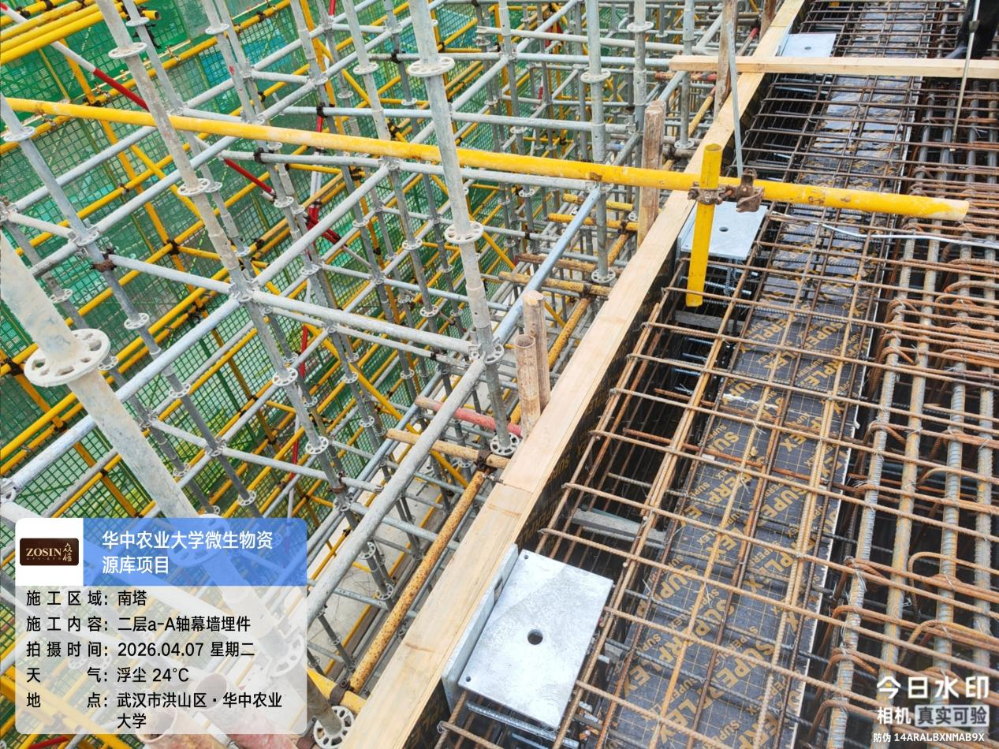 ZOSIN 众信
华中农业大学微生物资
源库项目
施工区域：南塔
施工内容：二层a-A轴幕墙埋件
拍摄时间：2026.04.07 星期二
天气：浮尘 24℃
地点：武汉市洪山区·华中农业
大学
SUPERPLEX
今日水印
相机 真实可验
防伪 14ARALBXNMAB9X